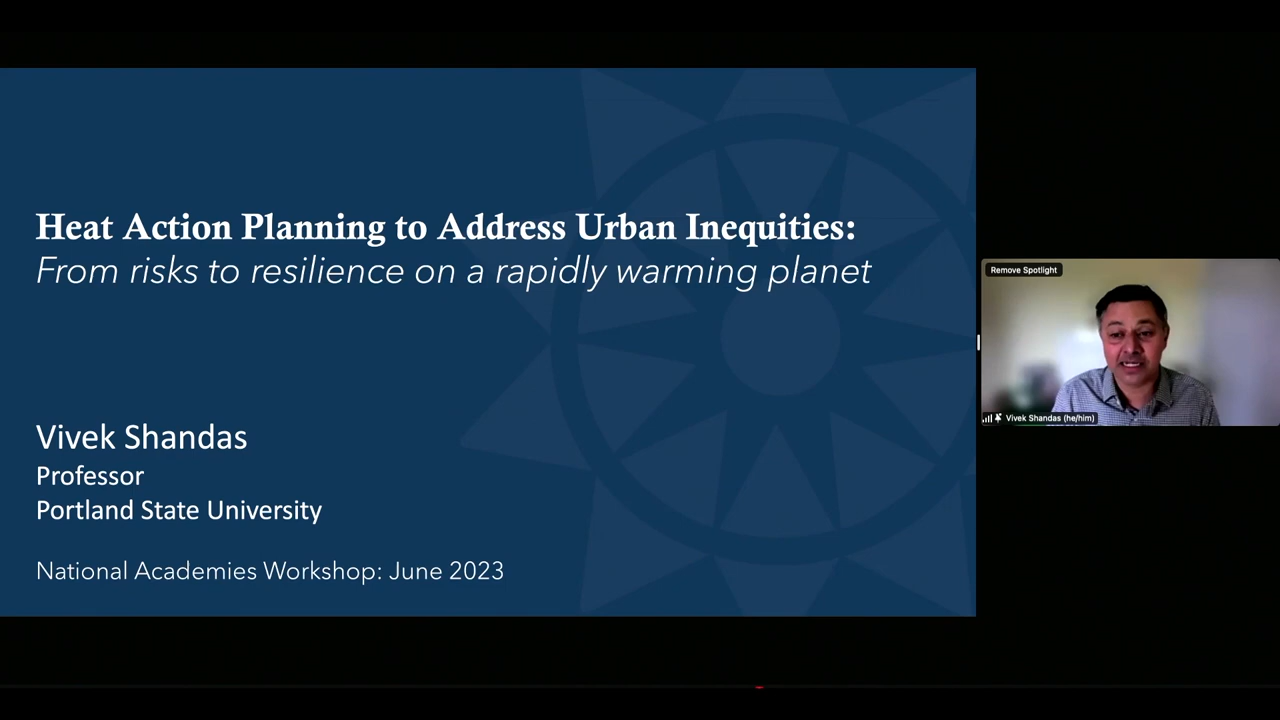 Heat Action Planning to Address Urban Inequities:
From risks to resilience on a rapidly warming planet
Vivek Shandas
Professor
Portland State University
National Academies Workshop: June 2023
Remove Spotlight
Vivek Shandas (he/him)